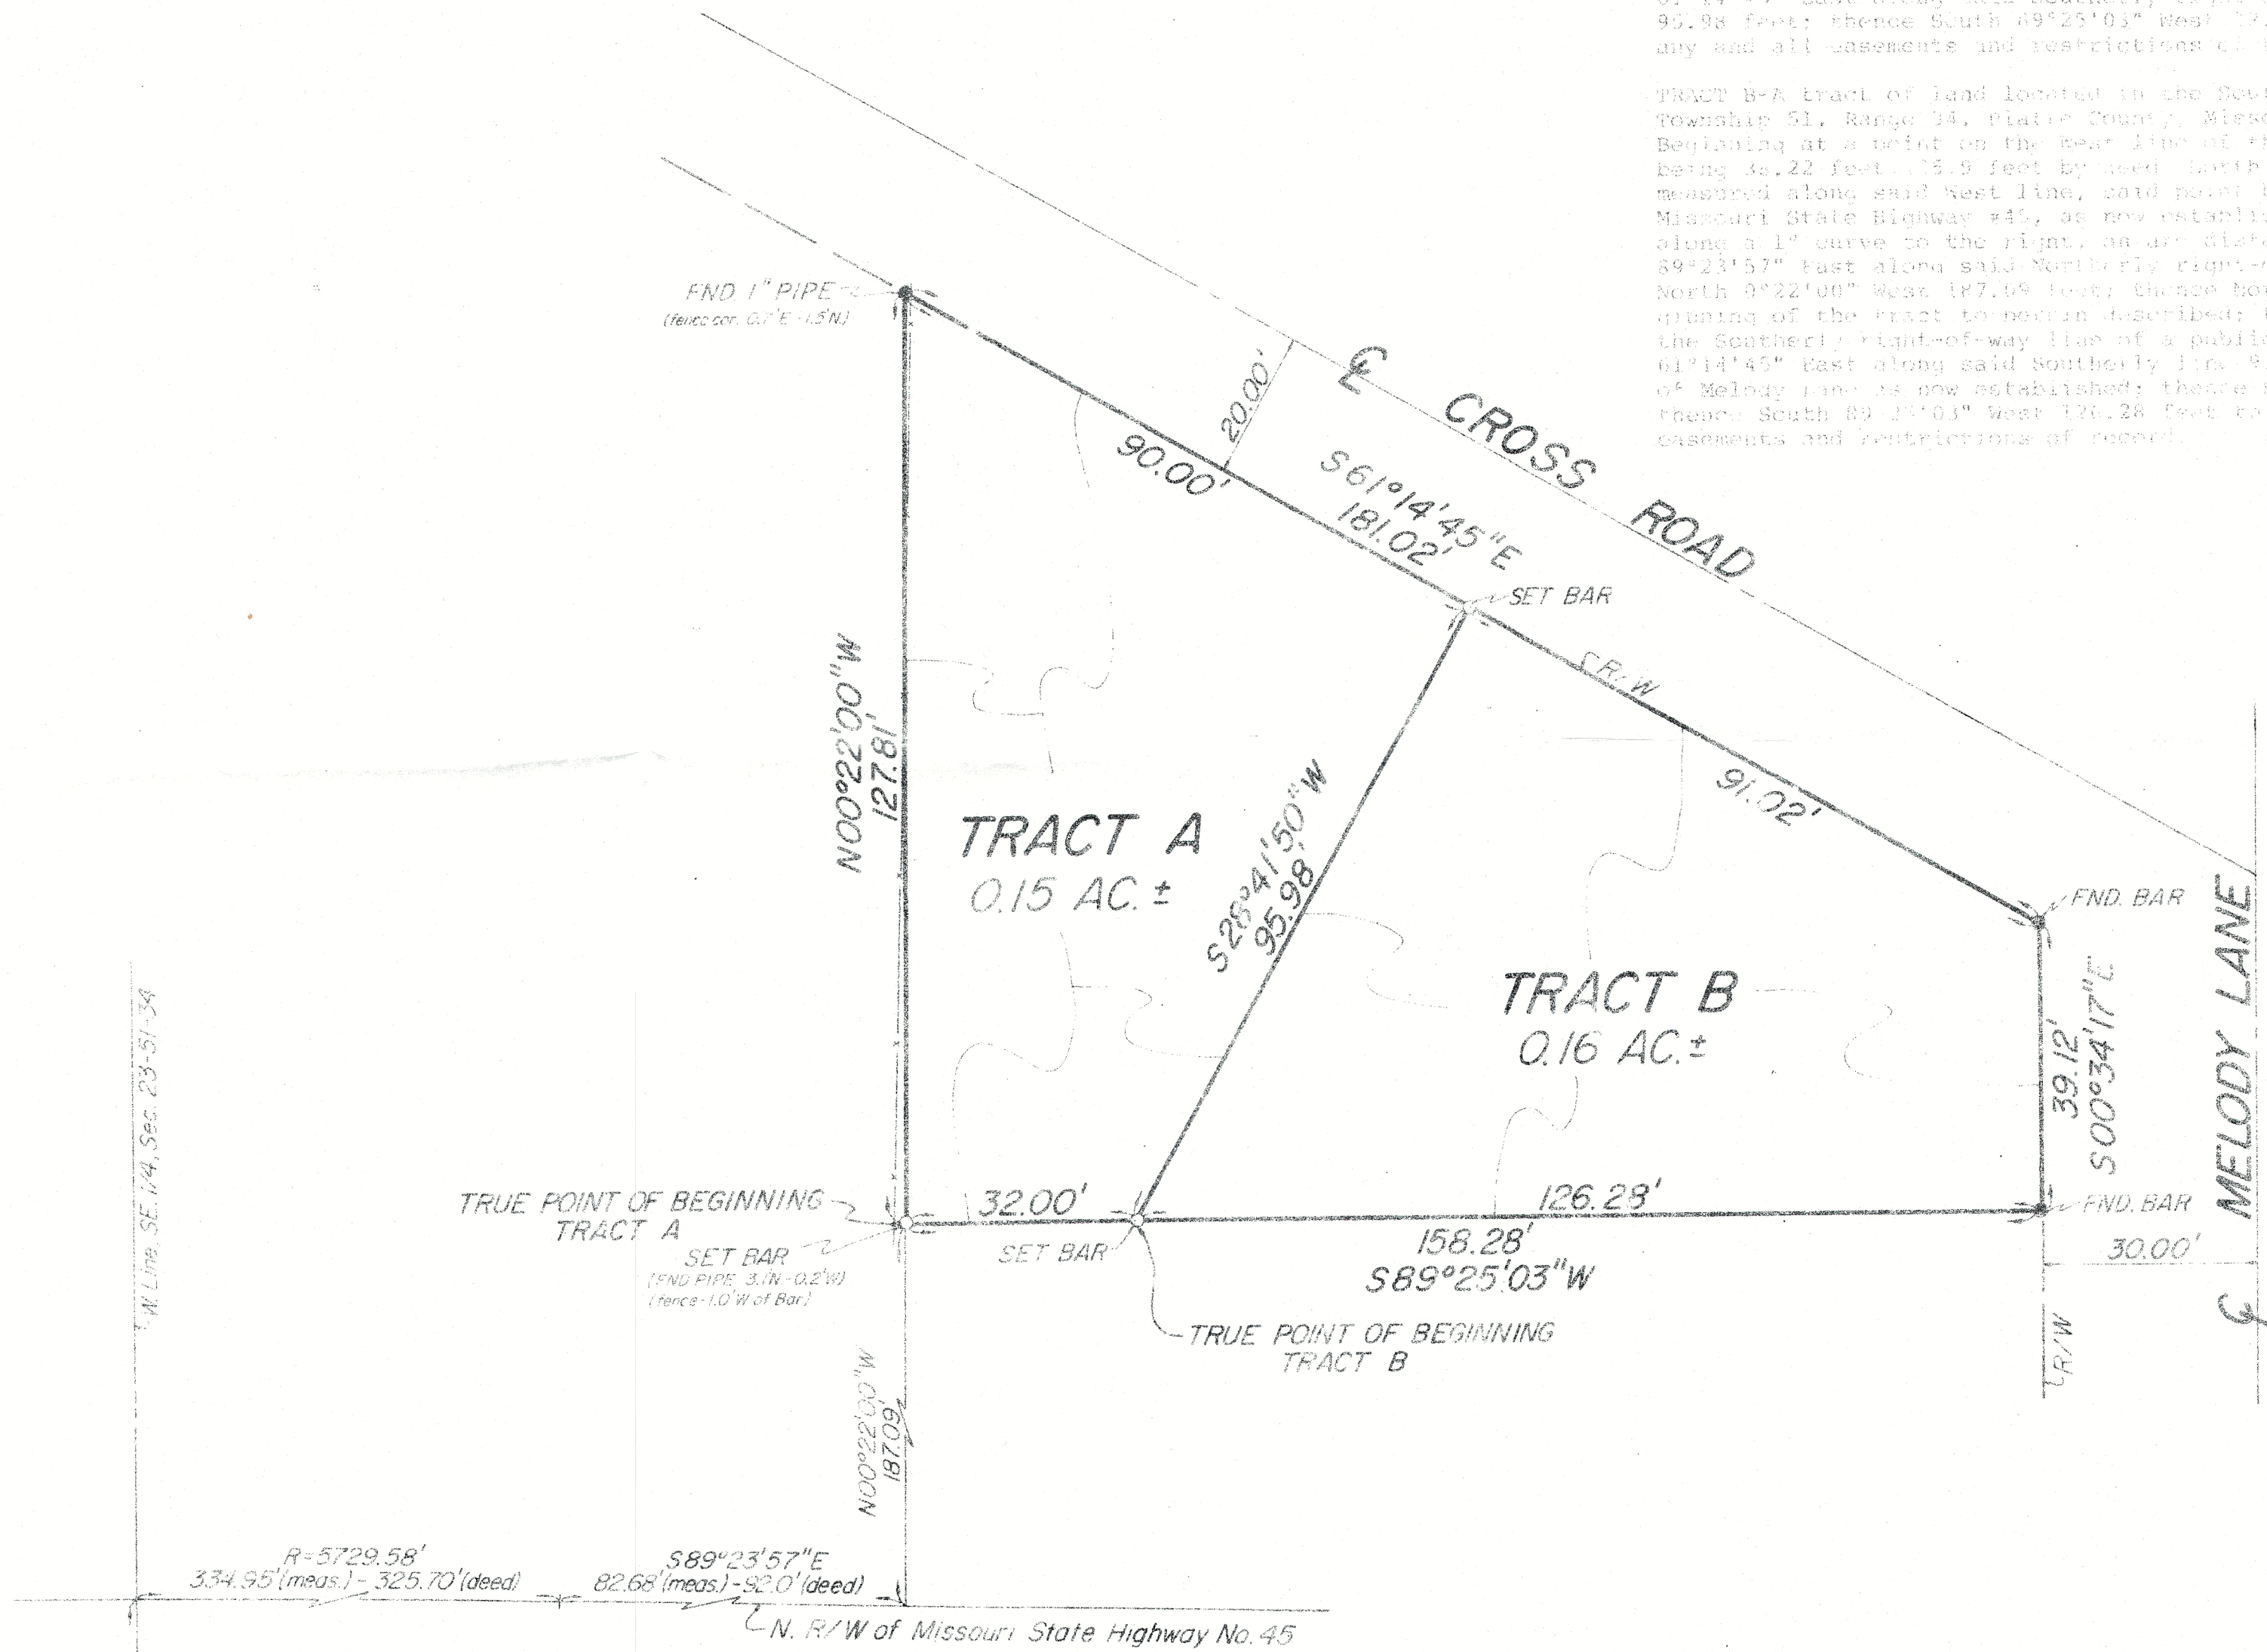 95.98 feet; thence South 89°25'03" West
any and all easements and restrictions
TRACT B-A tract of land located in the
Township 51, Range 34, Platte County,
Beginning at a point on the West line of
being feet feet by deed North
measured along said West line, said point
Missouri State Highway #45, as now
along a 1° curve to the right, an arc
89°23'57" East along said Northerly
North 0°22'00" West 187.09 feet; thence
of the tract to herein described;
the Southerly right-of-way line of a public
61°14'45" East along said Southerly line
of Melody Lane as now established; thence
thence South 89°25'03" West 126.28 feet
easements and restrictions of record.
FND. 1" PIPE
(fence cor. 0.7'E-1.5'N.)
20.00'
℄ CROSS ROAD
90.00'
S61°14'45"E
181.02'
SET BAR
R/W
91.02'
N00°22'00"W
127.81'
TRACT A
0.15 AC.±
S28°41'50"W
95.98'
TRACT B
0.16 AC.±
FND. BAR
39.12'
S00°34'17"E
℄ MELODY LANE
W. Line, SE. 1/4, Sec. 23-51-34
TRUE POINT OF BEGINNING
TRACT A
SET BAR
(FND PIPE 3.1'N-0.2'W)
(fence-1.0'W of Bar)
32.00'
SET BAR
126.28'
158.28'
S89°25'03"W
FND. BAR
30.00'
R/W
TRUE POINT OF BEGINNING
TRACT B
N00°22'00"W
187.09'
R=5729.58'
334.95'(meas.)-325.70'(deed)
S89°23'57"E
82.68'(meas.)-92.0'(deed)
N. R/W of Missouri State Highway No. 45